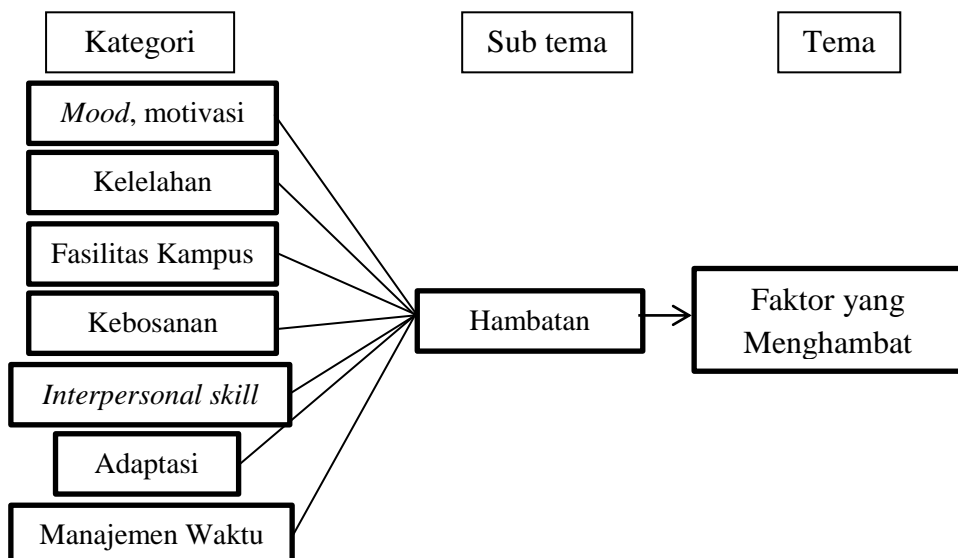 Kategori
Sub tema
Tema
Mood, motivasi
Kelelahan
Fasilitas Kampus
Kebosanan
Interpersonal skill
Adaptasi
Manajemen Waktu
Hambatan
Faktor yang
Menghambat